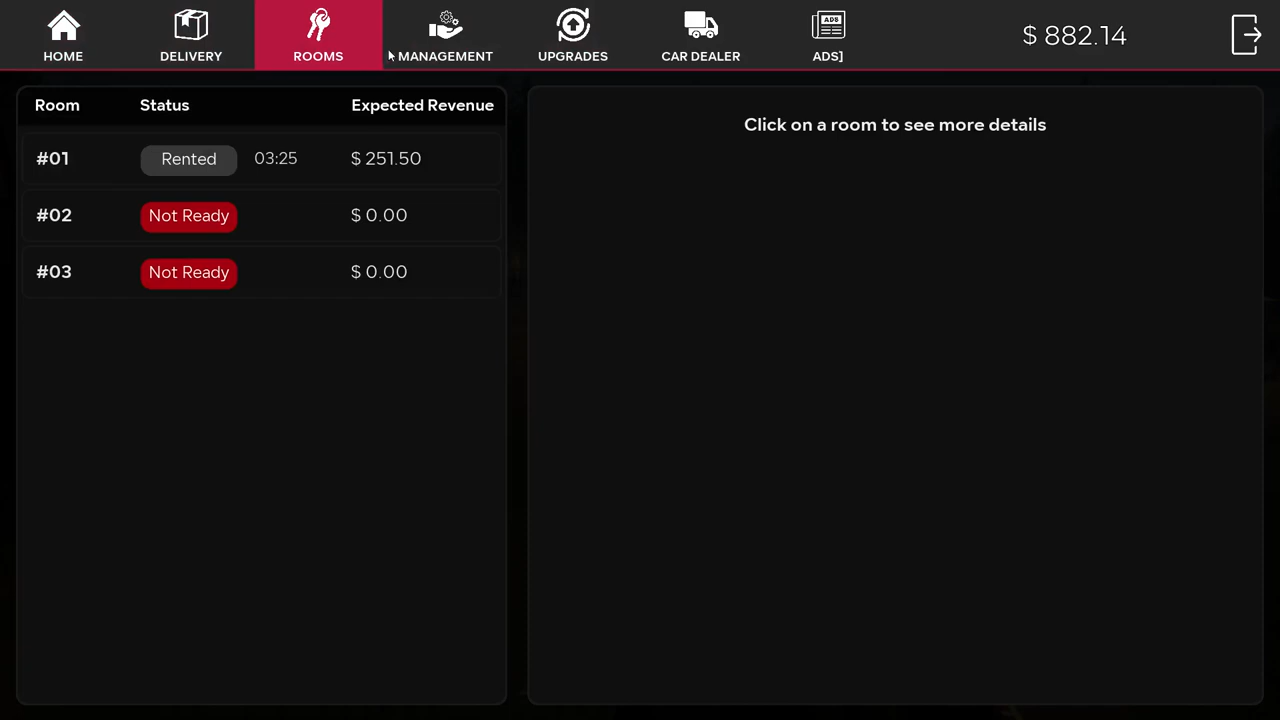 HOME DELIVERY ROOMS MANAGEMENT UPGRADES CAR DEALER ADS ADS] $ 882.14
Room Status Expected Revenue
#01 Rented 03:25 $ 251.50
#02 Not Ready $ 0.00
#03 Not Ready $ 0.00
Click on a room to see more details